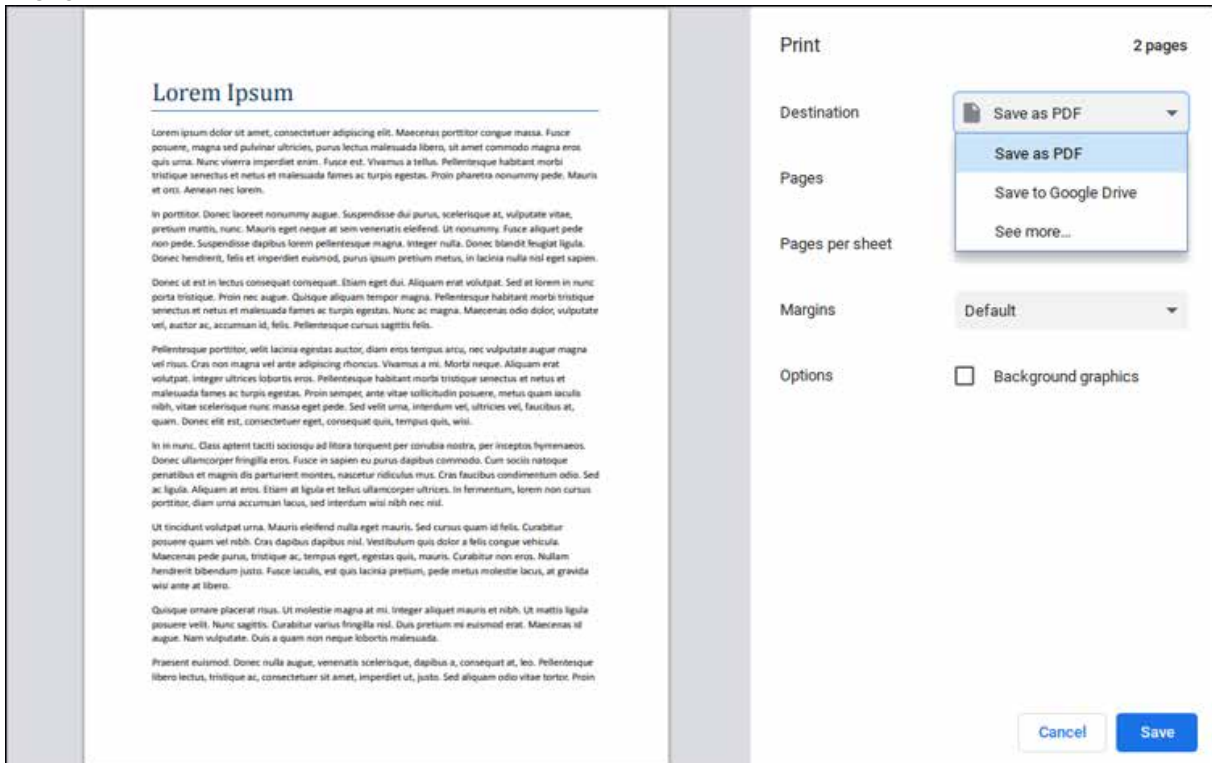 Lorem Ipsum
Lorem ipsum dolor sit amet, consectetuer adipiscing elit. Maecenas porttitor congue massa. Fusce
posuere, magna sed pulvinar ultricies, purus lectus malesuada libero, sit amet commodo magna eros
quis urna. Nunc viverra imperdiet enim. Fusce est. Vivamus a tellus. Pellentesque habitant morbi
tristique senectus et netus et malesuada fames ac turpis egestas. Proin pharetra nonummy pede. Mauris
et orci. Aenean nec lorem.
In porttitor. Donec laoreet nonummy augue. Suspendisse dui purus, scelerisque at, vulputate vitae,
pretium mattis, nunc. Mauris eget neque at sem venenatis eleifend. Ut nonummy. Fusce aliquet pede
non pede. Suspendisse dapibus lorem pellentesque magna. Integer nulla. Donec blandit feugiat ligula.
Donec hendrerit, felis et imperdiet euismod, purus ipsum pretium metus, in lacinia nulla nisl eget sapien.
Donec ut est in lectus consequat consequat. Etiam eget dui. Aliquam erat volutpat. Sed at lorem in nunc
porta tristique. Proin nec augue. Quisque aliquam tempor magna. Pellentesque habitant morbi tristique
senectus et netus et malesuada fames ac turpis egestas. Nunc ac magna. Maecenas odio dolor, vulputate
vel, auctor ac, accumsan id, felis. Pellentesque cursus sagittis felis.
Pellentesque porttitor, velit lacinia egestas auctor, diam eros tempus arcu, nec vulputate augue magna
vel risus. Cras non magna vel ante adipiscing rhoncus. Vivamus a mi. Morbi neque. Aliquam erat
volutpat. Integer ultrices lobortis eros. Pellentesque habitant morbi tristique senectus et netus et
malesuada fames ac turpis egestas. Proin semper, ante vitae sollicitudin posuere, metus quam iaculis
nibh, vitae scelerisque nunc massa eget pede. Sed velit urna, interdum vel, ultricies vel, faucibus at,
quam. Donec elit est, consectetuer eget, consequat quis, tempus quis, wisi.
In in nunc. Class aptent taciti sociosqu ad litora torquent per conubia nostra, per inceptos hymenaeos.
Donec ullamcorper fringilla eros. Fusce in sapien eu purus dapibus commodo. Cum sociis natoque
penatibus et magnis dis parturient montes, nascetur ridiculus mus. Cras faucibus condimentum odio. Sed
ac ligula. Aliquam at eros. Etiam at ligula et tellus ullamcorper ultrices. In fermentum, lorem non cursus
porttitor, diam urna accumsan lacus, sed interdum wisi nibh nec nisl.
Ut tincidunt volutpat urna. Mauris eleifend nulla eget mauris. Sed cursus quam id felis. Curabitur
posuere quam vel nibh. Cras dapibus dapibus nisl. Vestibulum quis dolor a felis congue vehicula.
Maecenas pede purus, tristique ac, tempus eget, egestas quis, mauris. Curabitur non eros. Nullam
hendrerit bibendum justo. Fusce iaculis, est quis lacinia pretium, pede metus molestie lacus, at gravida
wisi ante at libero.
Quisque ornare placerat risus. Ut molestie magna at mi. Integer aliquet mauris et nibh. Ut mattis ligula
posuere velit. Nunc sagittis. Curabitur varius fringilla nisl. Duis pretium mi euismod erat. Maecenas id
augue. Nam vulputate. Duis a quam non neque lobortis malesuada.
Praesent euismod. Donec nulla augue, venenatis scelerisque, dapibus a, consequat at, leo. Pellentesque
libero lectus, tristique ac, consectetuer sit amet, imperdiet ut, justo. Sed aliquam odio vitae tortor. Proin
Print 2 pages
Destination Save as PDF
Save as PDF
Pages
Save to Google Drive
See more...
Pages per sheet
Margins Default
Options Background graphics
Cancel Save